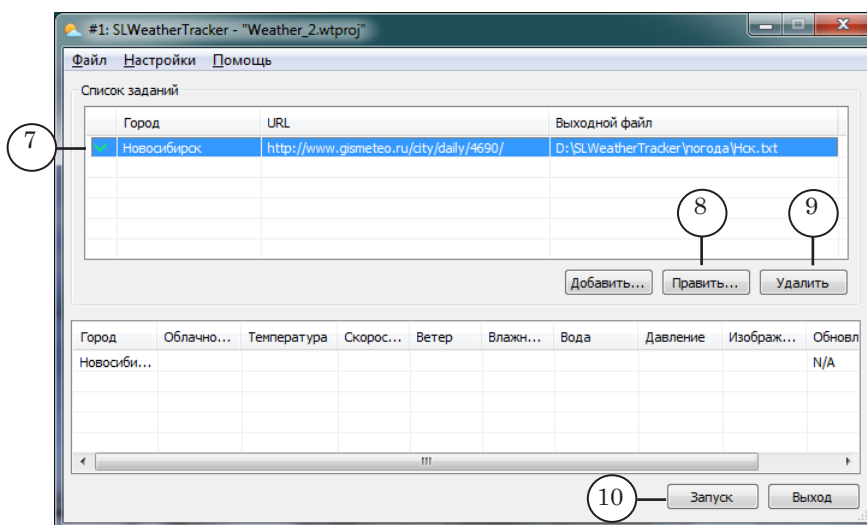 #1: SLWeatherTracker - "Weather_2.wtproj"
Файл Настройки Помощь
Список заданий
Город URL Выходной файл
7
Новосибирск http://www.gismeteo.ru/city/daily/4690/ D:\SLWeatherTracker\погода\Нск.txt
8 9
Добавить... Править... Удалить
Город Облачно... Температура Скорос... Ветер Влажн... Вода Давление Изображ... Обновл
Новосиби... N/A
10 Запуск Выход